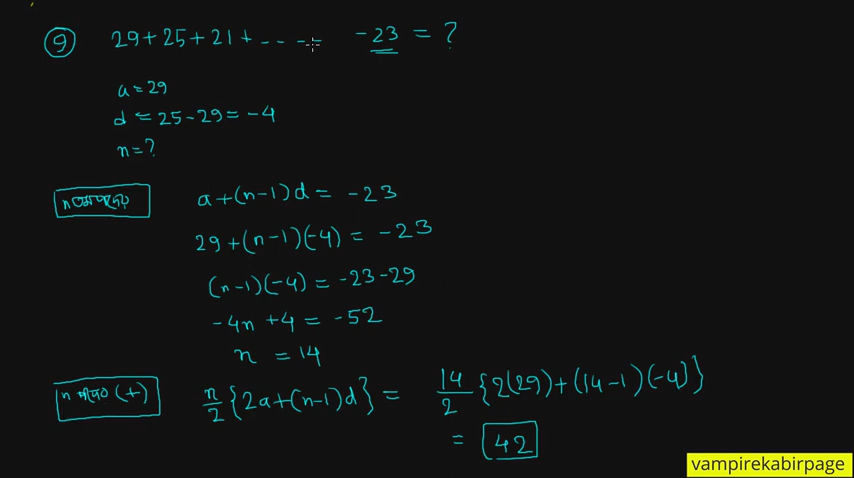 9 29+25+21+ - - - - -23 = ?
a=29
d = 25-29 = -4
n=?
a+(n-1)d = -23
29+(n-1)(-4) = -23
(n-1)(-4) = -23-29
-4n +4 = -52
n = 14
n (+) n/2 {2a+(n-1)d} = 14/2 {2(29)+(14-1)(-4)}
= 42
vampirekabirpage